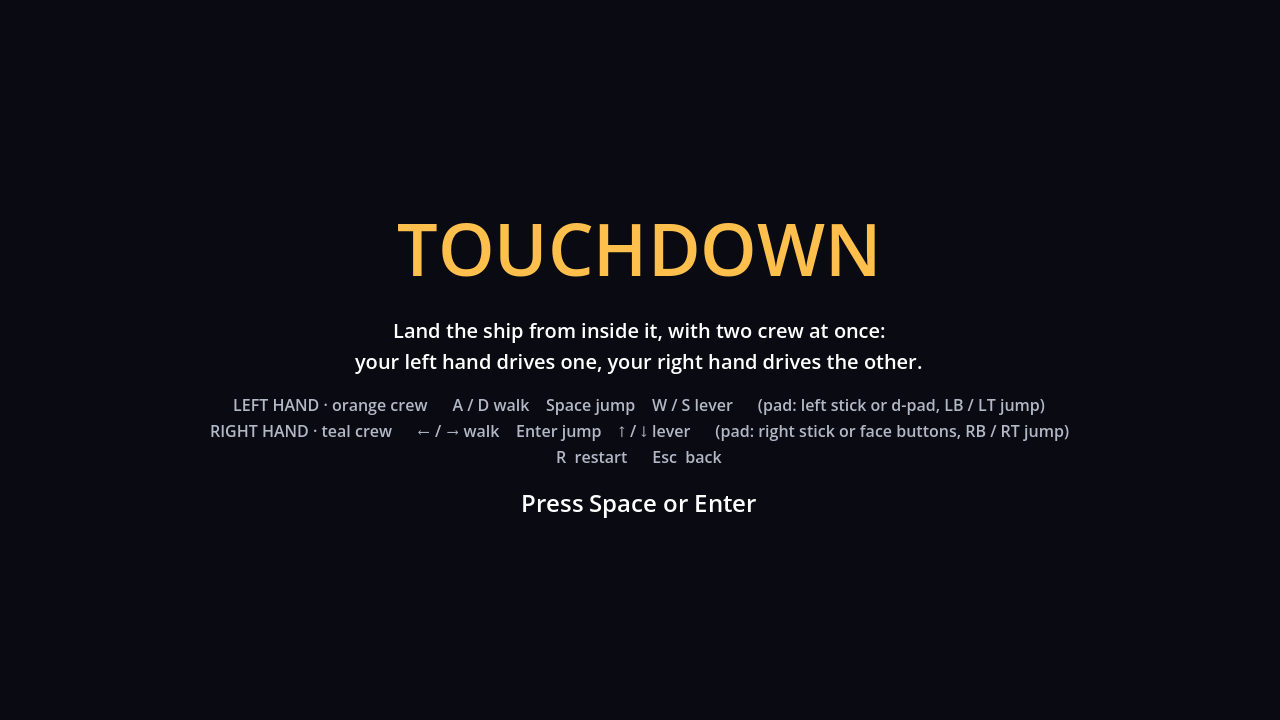 TOUCHDOWN
Land the ship from inside it, with two crew at once:
your left hand drives one, your right hand drives the other.
LEFT HAND · orange crew A / D walk Space jump W / S lever (pad: left stick or d-pad, LB / LT jump)
RIGHT HAND · teal crew ← / → walk Enter jump ↑ / ↓ lever (pad: right stick or face buttons, RB / RT jump)
R restart Esc back
Press Space or Enter